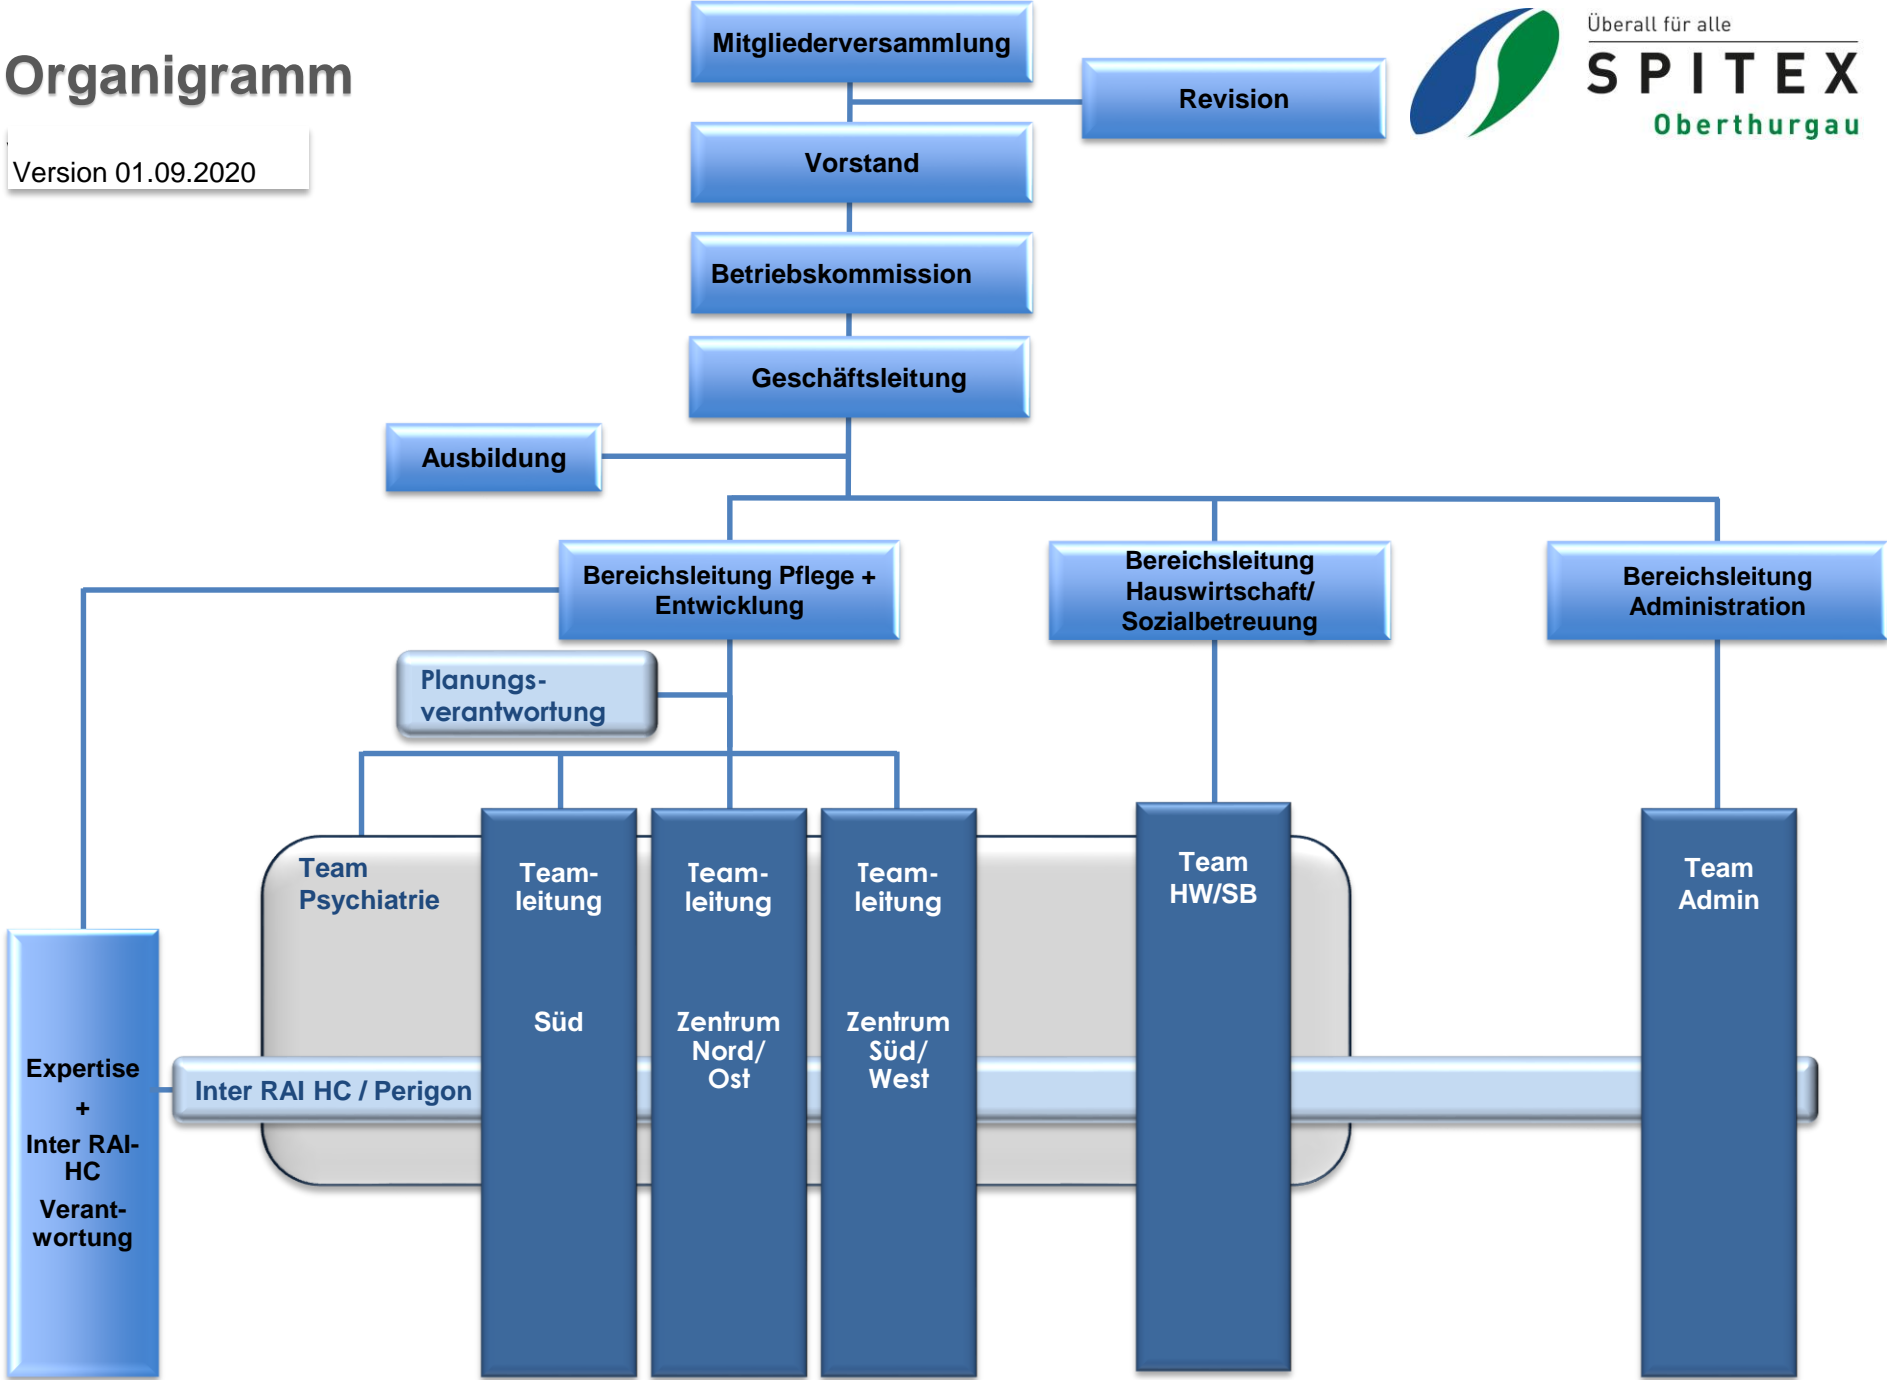 Organigramm
Version 01.09.2020
Mitgliederversammlung
Revision
Überall für alle
SPITEX
Oberthurgau
Vorstand
Betriebskommission
Geschäftsleitung
Ausbildung
Bereichsleitung Pflege +
Entwicklung
Bereichsleitung
Hauswirtschaft/
Sozialbetreuung
Bereichsleitung
Administration
Planungs-
verantwortung
Team
Psychiatrie
Team-
leitung
Süd
Team-
leitung
Zentrum
Nord/
Ost
Team-
leitung
Zentrum
Süd/
West
Team
HW/SB
Team
Admin
Expertise
+
Inter RAI-
HC
Verant-
wortung
Inter RAI HC / Perigon